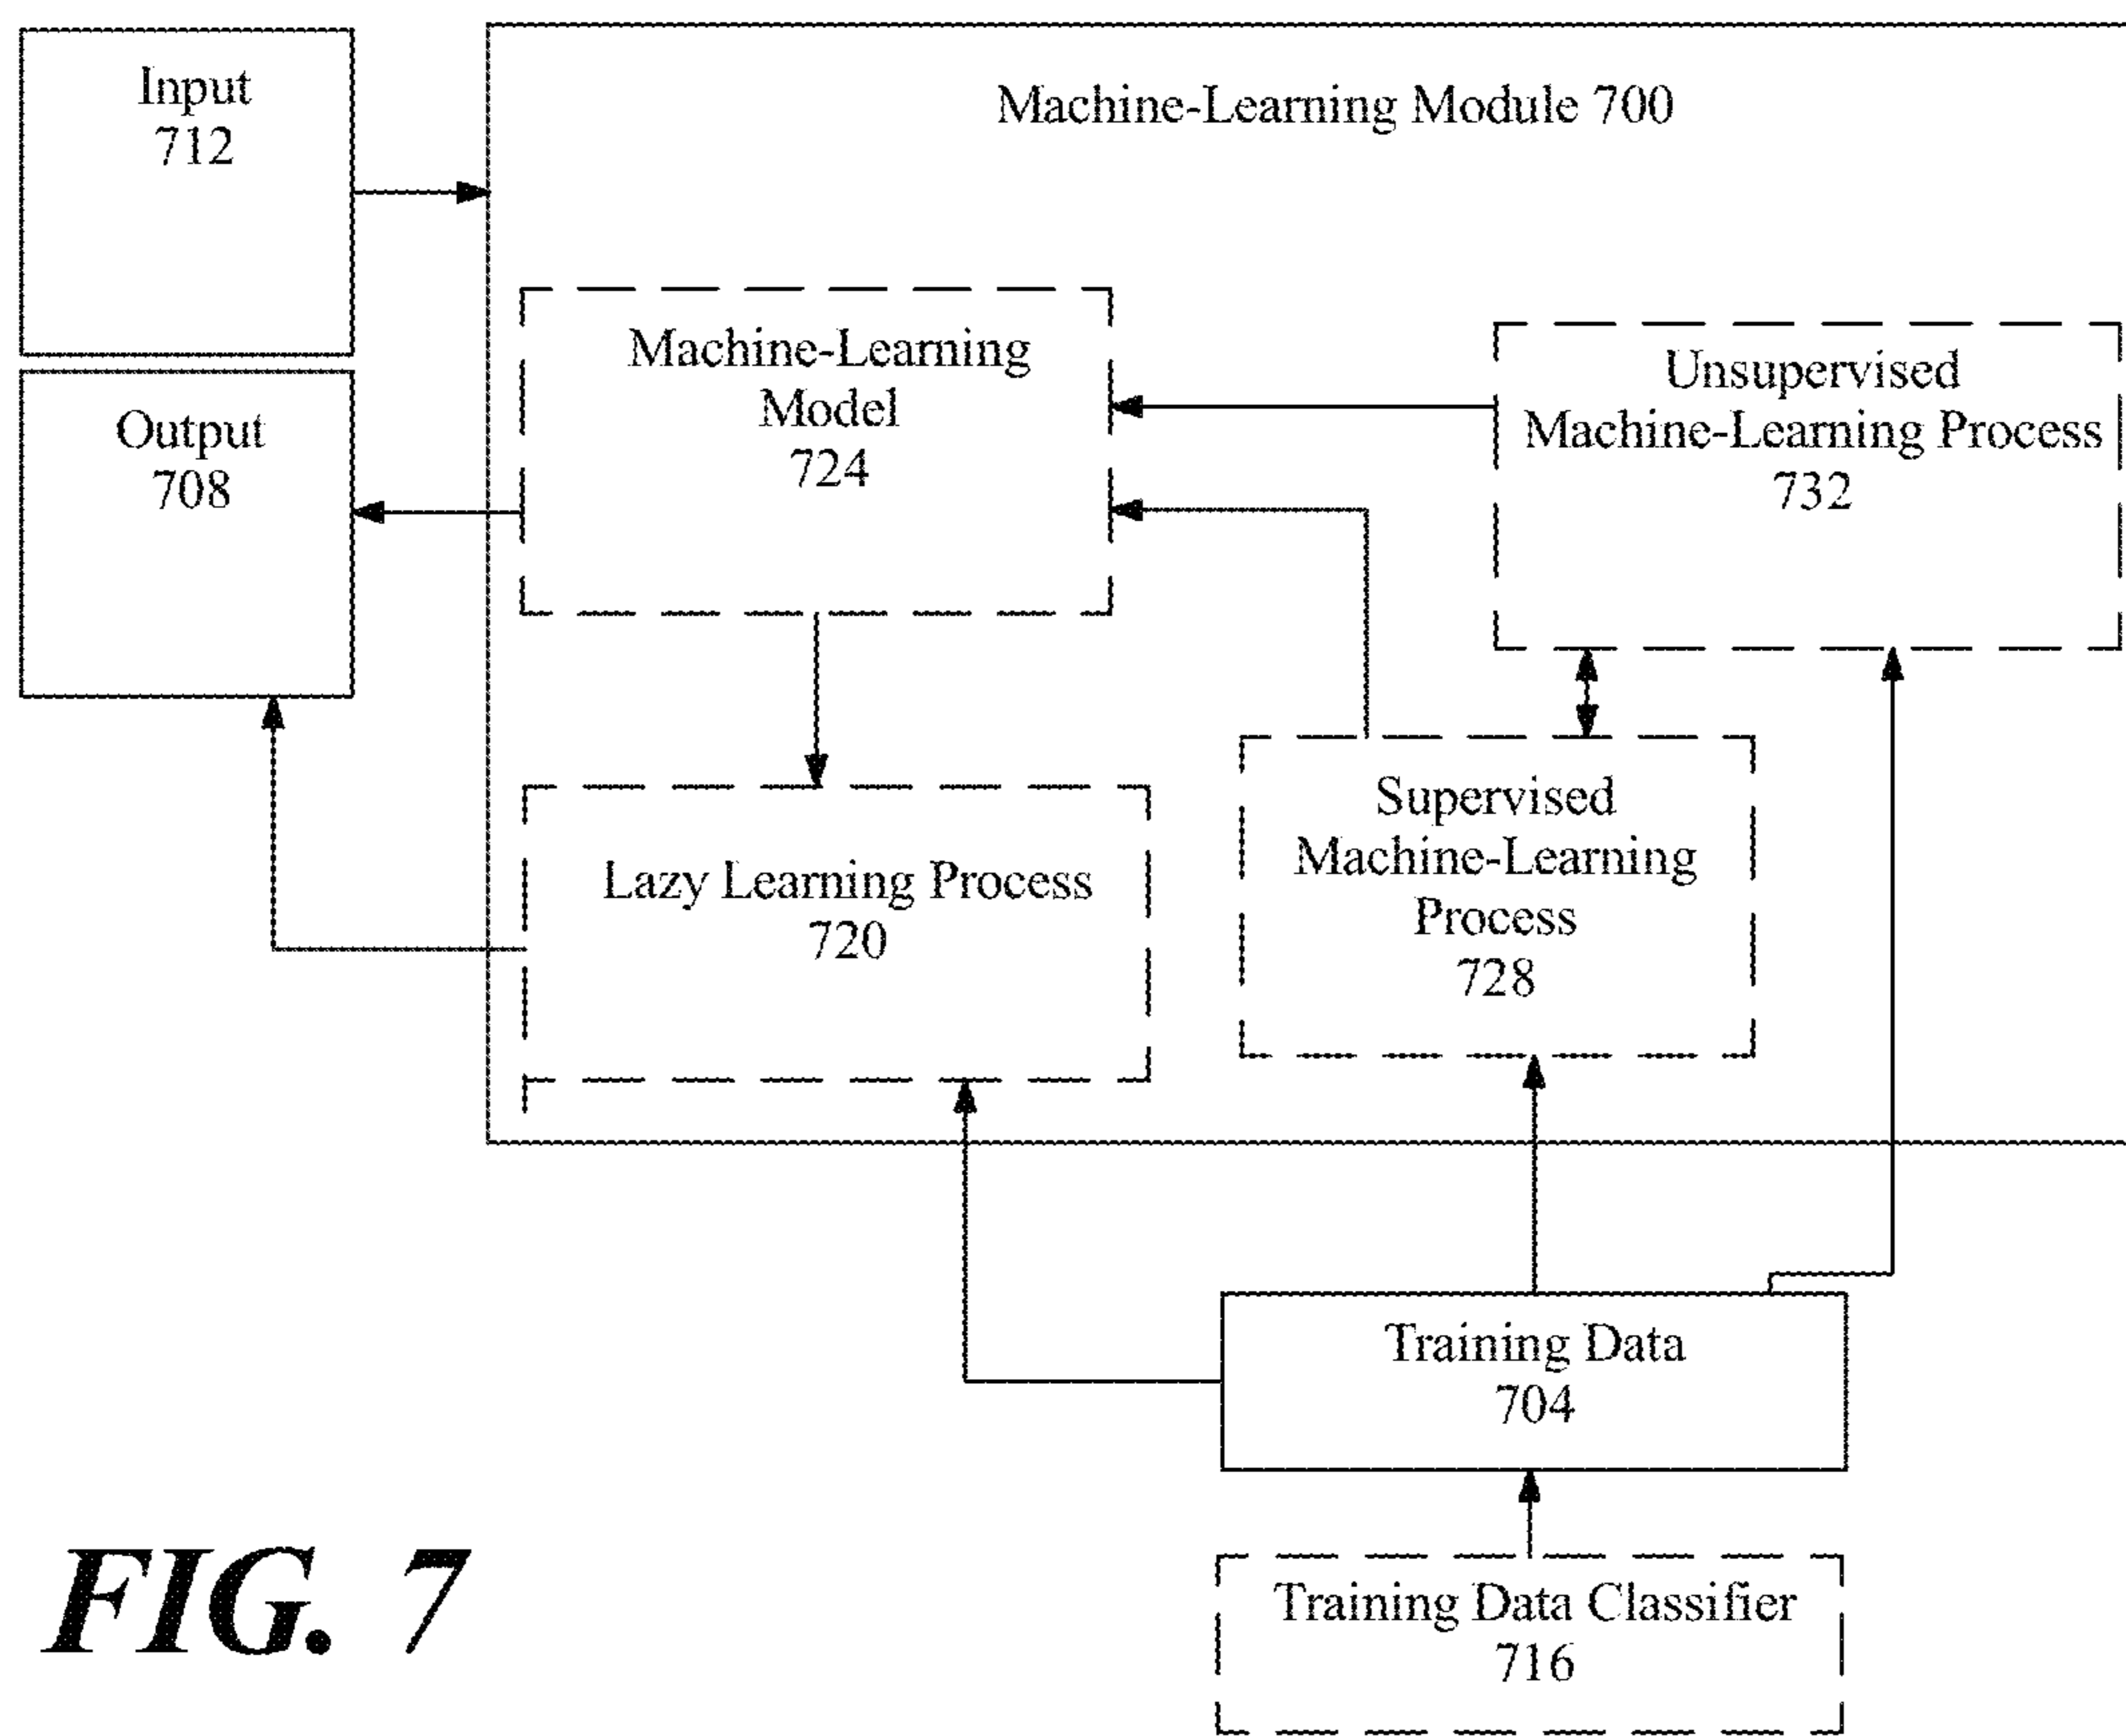 Input
712
Machine-Learning Module 700
Machine-Learning
Model
724
Unsupervised
Machine-Learning Process
732
Output
708
Supervised
Machine-Learning
Process
728
Lazy Learning Process
720
Training Data
704
Training Data Classifier
716
FIG. 7